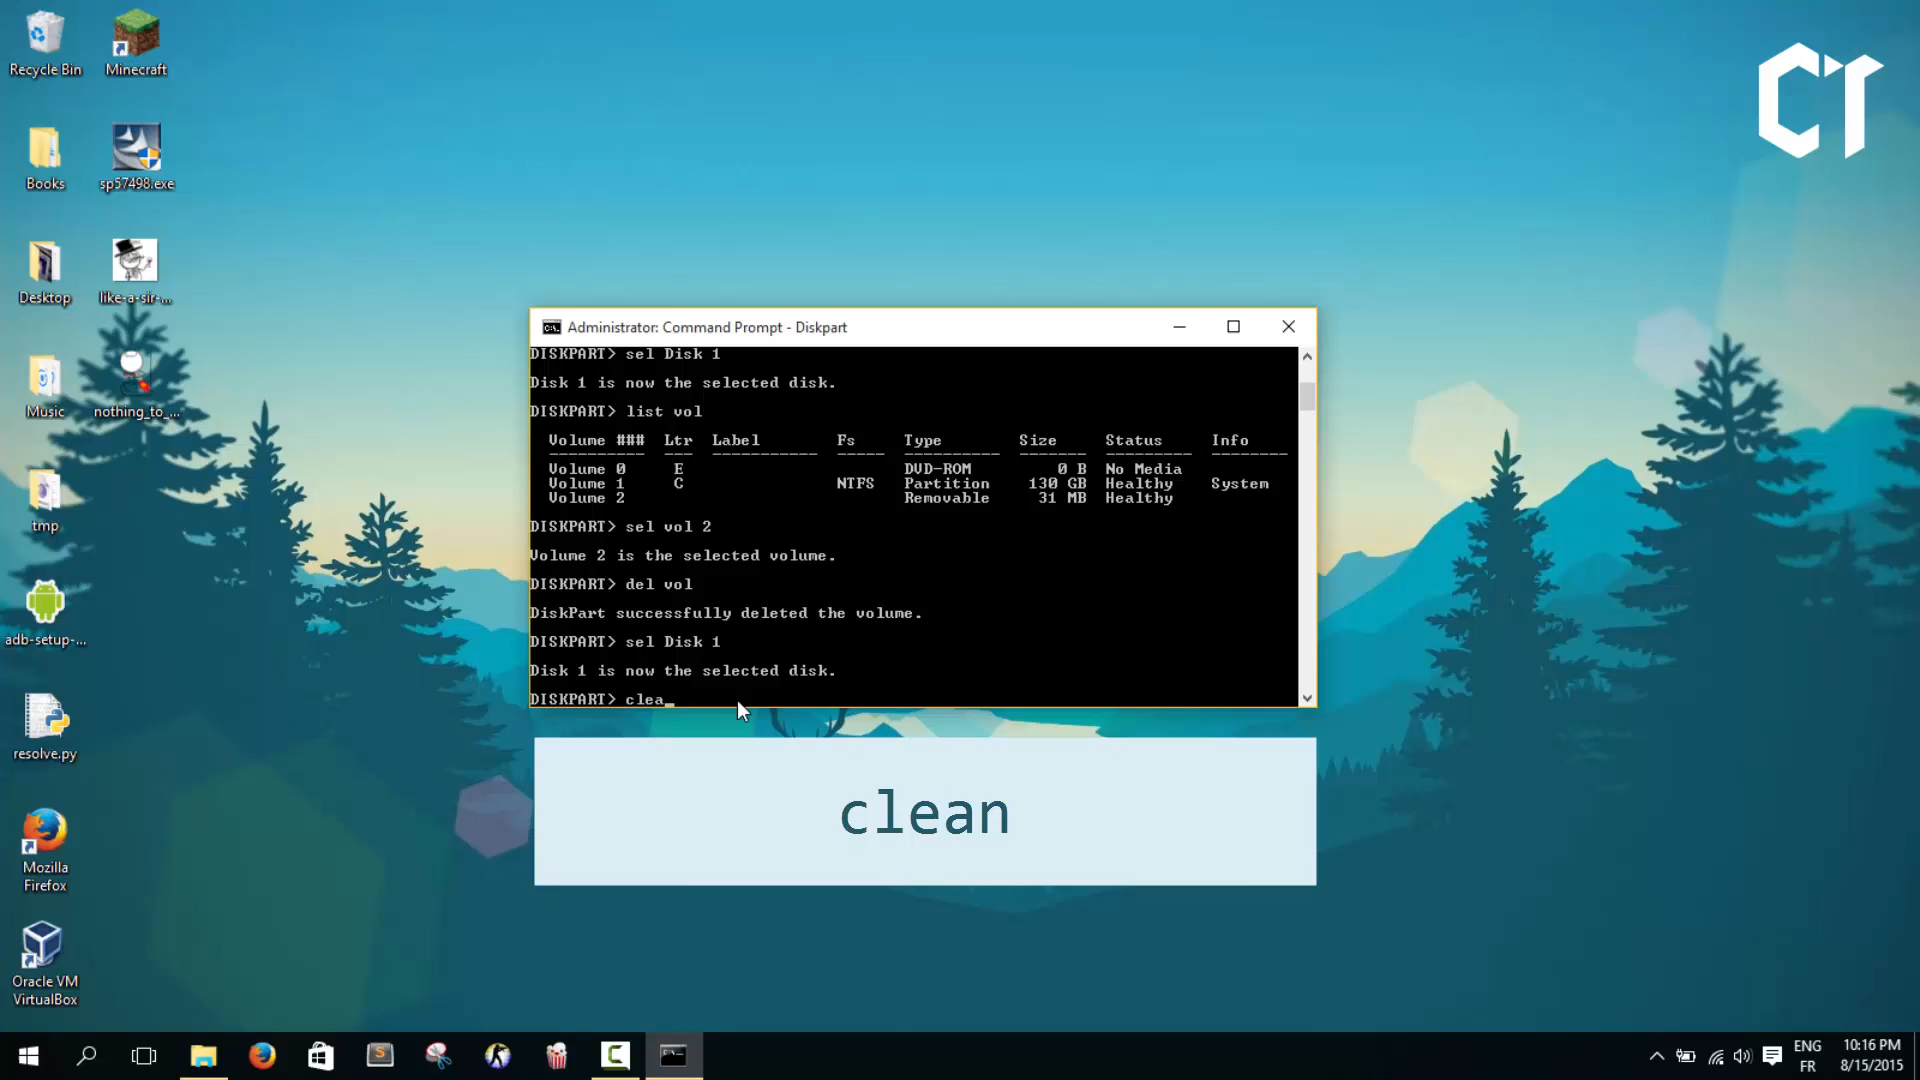 Recycle Bin
Minecraft
Books
sp57498.exe
Desktop
like-a-sir-...
Music
nothing_to_...
tmp
adb-setup-...
resolve.py
Mozilla
Firefox
Oracle VM
VirtualBox
CT
Administrator: Command Prompt - Diskpart
DISKPART> sel Disk 1
Disk 1 is now the selected disk.
DISKPART> list vol
Volume ### Ltr Label Fs Type Size Status Info
---------- --- ----------- ----- ---------- ------- --------- --------
Volume 0 E DVD-ROM 0 B No Media
Volume 1 C NTFS Partition 130 GB Healthy System
Volume 2 Removable 31 MB Healthy
DISKPART> sel vol 2
Volume 2 is the selected volume.
DISKPART> del vol
DiskPart successfully deleted the volume.
DISKPART> sel Disk 1
Disk 1 is now the selected disk.
DISKPART> clea_
clean
ENG
FR
10:16 PM
8/15/2015